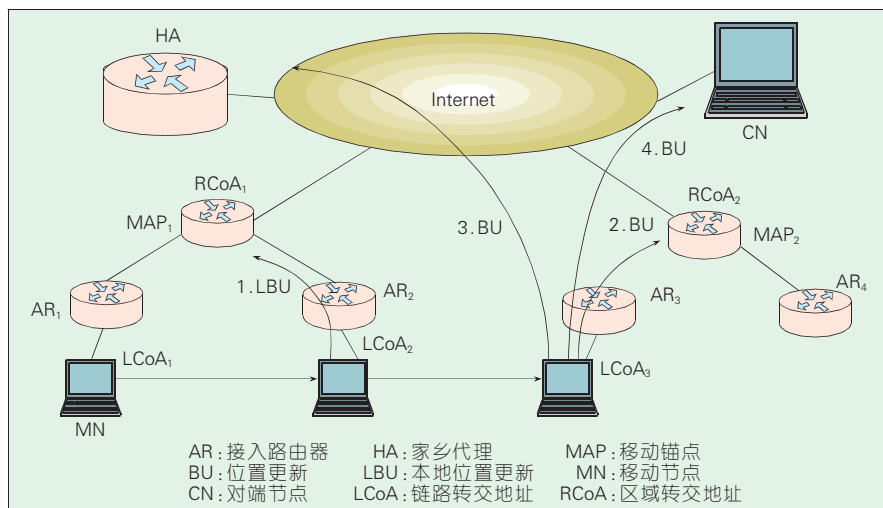 HA
Internet
CN
4.BU
RCoA₁
RCoA₂
MAP₁
3.BU
2.BU
MAP₂
1.LBU
AR₁
AR₂
AR₃
AR₄
LCoA₁
LCoA₂
LCoA₃
MN
AR:接入路由器 HA:家乡代理 MAP:移动锚点
BU:位置更新 LBU:本地位置更新 MN:移动节点
CN:对端节点 LCoA:链路转交地址 RCoA:区域转交地址